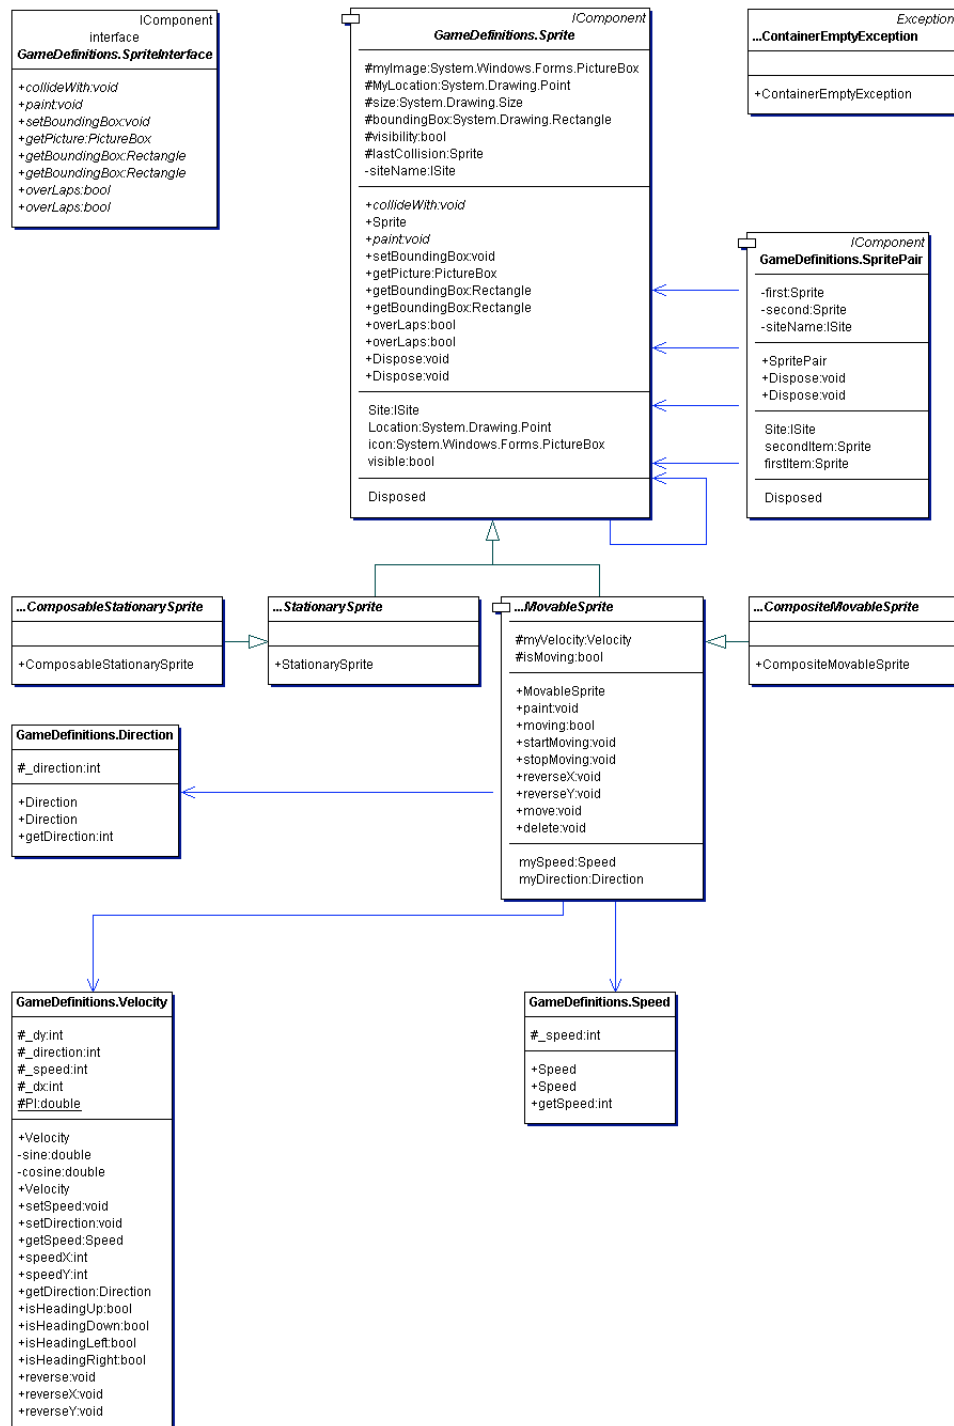 IComponent
interface
GameDefinitions.SpriteInterface
+collideWith:void
+paint:void
+setBoundingBox:void
+getPicture:PictureBox
+getBoundingBox:Rectangle
+getBoundingBox:Rectangle
+overLaps:bool
+overLaps:bool
IComponent
GameDefinitions.Sprite
#myImage:System.Windows.Forms.PictureBox
#MyLocation:System.Drawing.Point
#size:System.Drawing.Size
#boundingBox:System.Drawing.Rectangle
#visibility:bool
#lastCollision:Sprite
-siteName:ISite
+collideWith:void
+Sprite
+paint:void
+setBoundingBox:void
+getPicture:PictureBox
+getBoundingBox:Rectangle
+getBoundingBox:Rectangle
+overLaps:bool
+overLaps:bool
+Dispose:void
+Dispose:void
Site:ISite
Location:System.Drawing.Point
icon:System.Windows.Forms.PictureBox
visible:bool
Disposed
Exception
...ContainerEmptyException
+ContainerEmptyException
IComponent
GameDefinitions.SpritePair
-first:Sprite
-second:Sprite
-siteName:ISite
+SpritePair
+Dispose:void
+Dispose:void
Site:ISite
secondItem:Sprite
firstItem:Sprite
Disposed
...ComposableStationarySprite
+ComposableStationarySprite
...StationarySprite
+StationarySprite
...MovableSprite
#myVelocity:Velocity
#isMoving:bool
+MovableSprite
+paint:void
+moving:bool
+startMoving:void
+stopMoving:void
+reverseX:void
+reverseY:void
+move:void
+delete:void
mySpeed:Speed
myDirection:Direction
...CompositeMovableSprite
+CompositeMovableSprite
GameDefinitions.Direction
#_direction:int
+Direction
+Direction
+getDirection:int
GameDefinitions.Velocity
#_dy:int
#_direction:int
#_speed:int
#_dx:int
#PI:double
+Velocity
-sine:double
-cosine:double
+Velocity
+setSpeed:void
+setDirection:void
+getSpeed:Speed
+speedX:int
+speedY:int
+getDirection:Direction
+isHeadingUp:bool
+isHeadingDown:bool
+isHeadingLeft:bool
+isHeadingRight:bool
+reverse:void
+reverseX:void
+reverseY:void
GameDefinitions.Speed
#_speed:int
+Speed
+Speed
+getSpeed:int